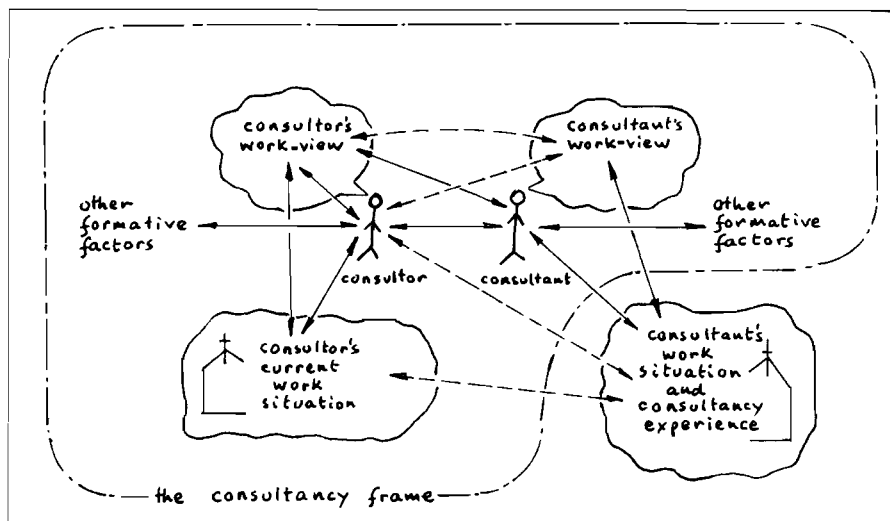 consultor's
work-view
consultant's
work-view
other
formative
factors
other
formative
factors
consultor
consultant
consultor's
current
work
situation
consultant's
work
situation
and
consultancy
experience
the consultancy frame